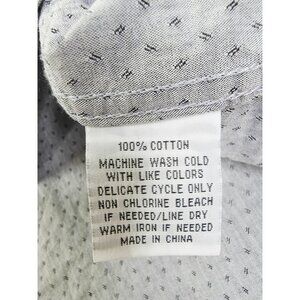 100% COTTON
MACHINE WASH COLD
WITH LIKE COLORS
DELICATE CYCLE ONLY
NON CHLORINE BLEACH
IF NEEDED/LINE DRY
WARM IRON IF NEEDED
MADE IN CHINA